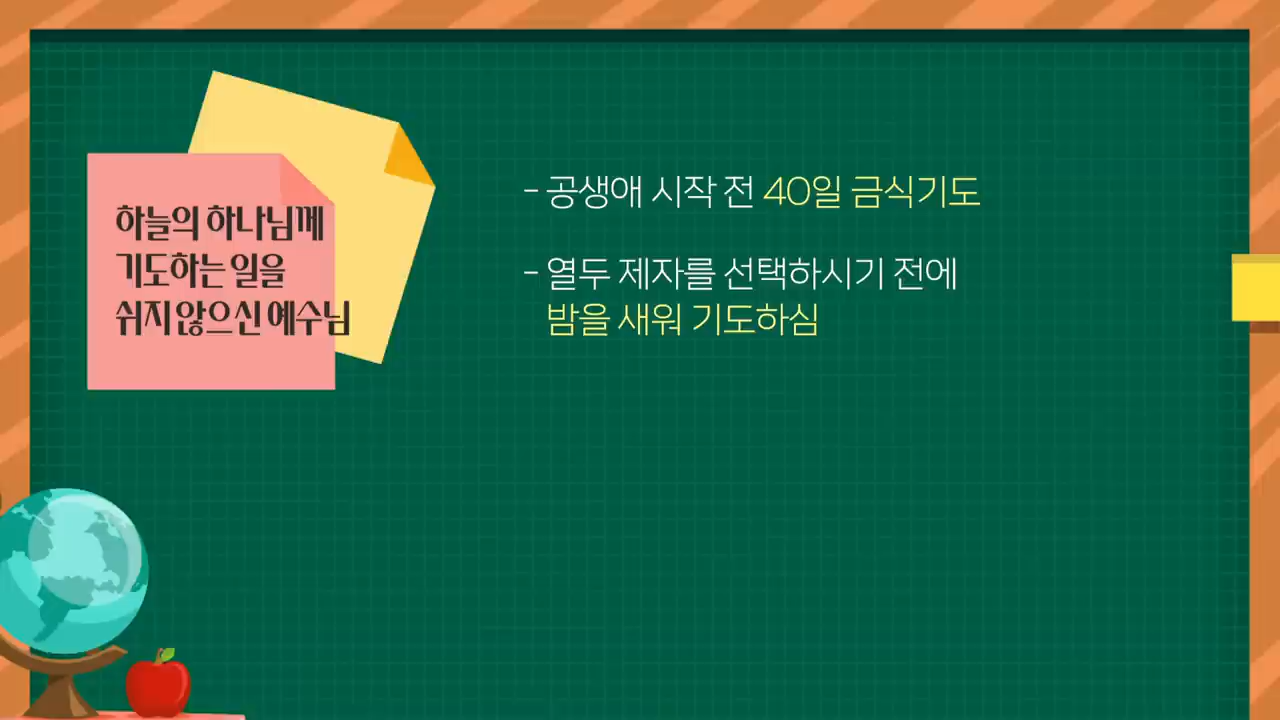 하늘의 하나님께
기도하는 일을
쉬지 않으신 예수님
- 공생애 시작 전 40일 금식기도
- 열두 제자를 선택하시기 전에
밤을 새워 기도하심